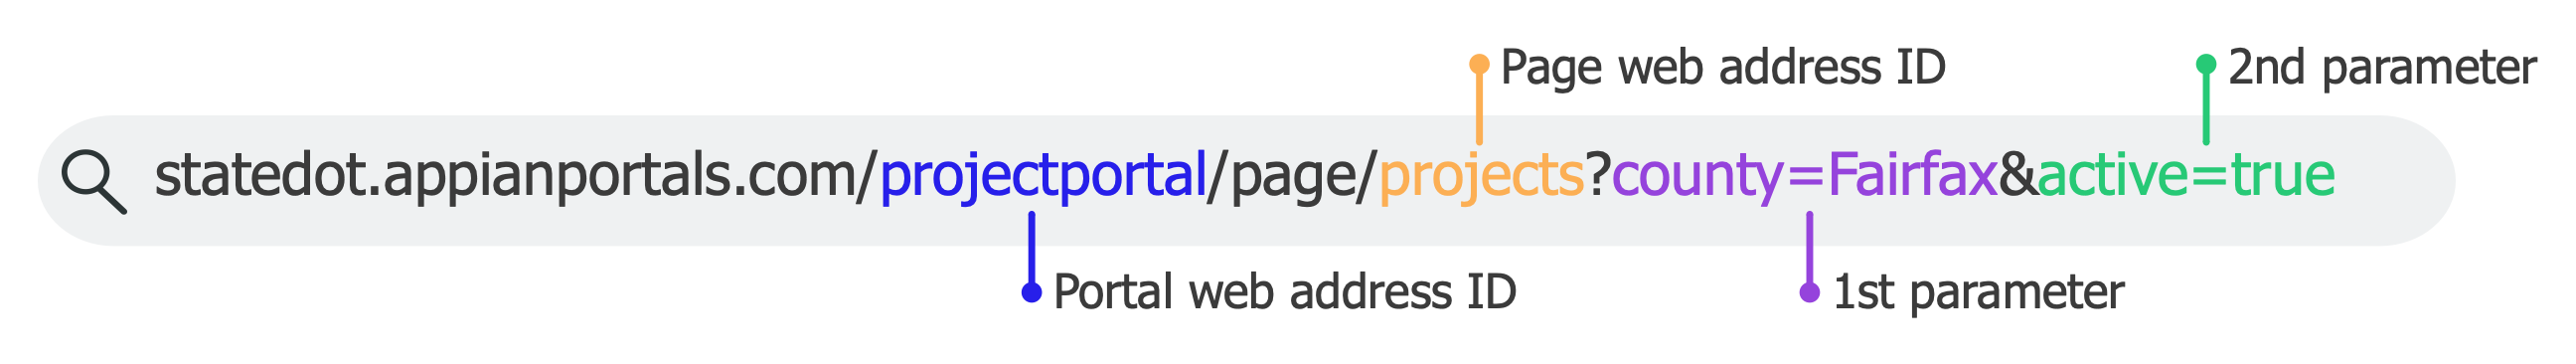 Page web address ID
2nd parameter
statedot.appianportals.com/projectportal/page/projects?county=Fairfax&active=true
Portal web address ID
1st parameter